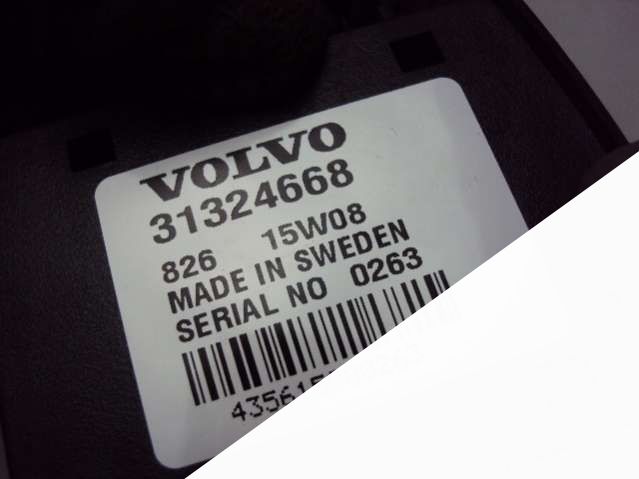 VOLVO
31324668
826 15W08
MADE IN SWEDEN
SERIAL NO 0263